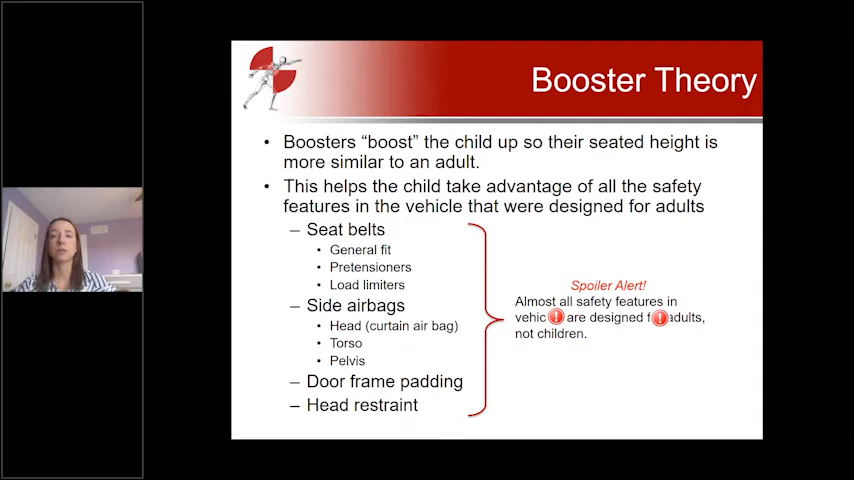 Booster Theory
• Boosters “boost” the child up so their seated height is
more similar to an adult.
• This helps the child take advantage of all the safety
features in the vehicle that were designed for adults
– Seat belts
• General fit
• Pretensioners
• Load limiters
– Side airbags
• Head (curtain air bag)
• Torso
• Pelvis
– Door frame padding
– Head restraint
Spoiler Alert!
Almost all safety features in
are designed adults,
not children.